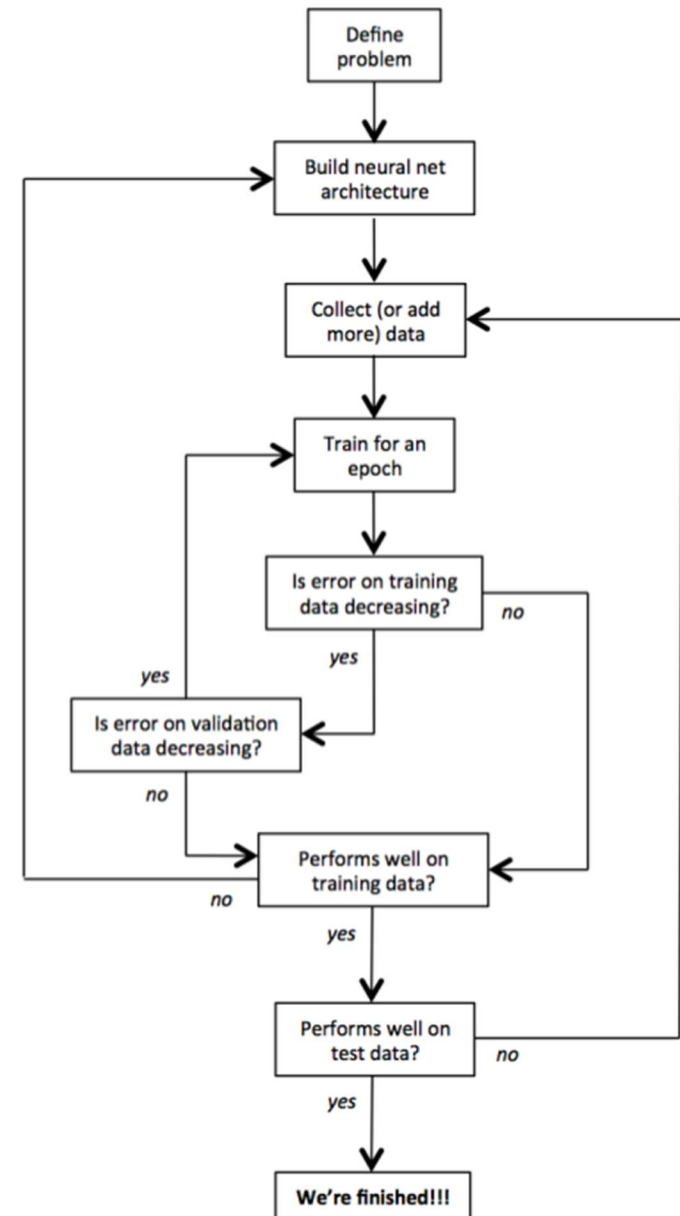 Define
problem
Build neural net
architecture
Collect (or add
more) data
Train for an
epoch
Is error on training
data decreasing?
no
yes
yes
Is error on validation
data decreasing?
no
Performs well on
training data?
no
yes
Performs well on
test data?
no
yes
We're finished!!!